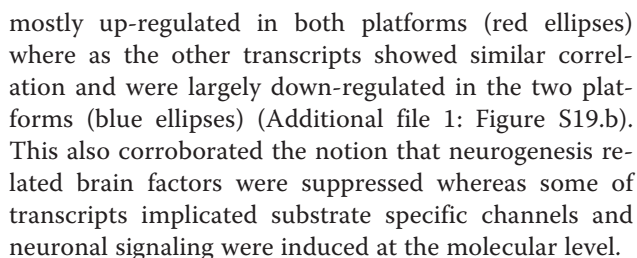 mostly up-regulated in both platforms (red ellipses)
where as the other transcripts showed similar correl-
ation and were largely down-regulated in the two plat-
forms (blue ellipses) (Additional file 1: Figure S19.b).
This also corroborated the notion that neurogenesis re-
lated brain factors were suppressed whereas some of
transcripts implicated substrate specific channels and
neuronal signaling were induced at the molecular level.